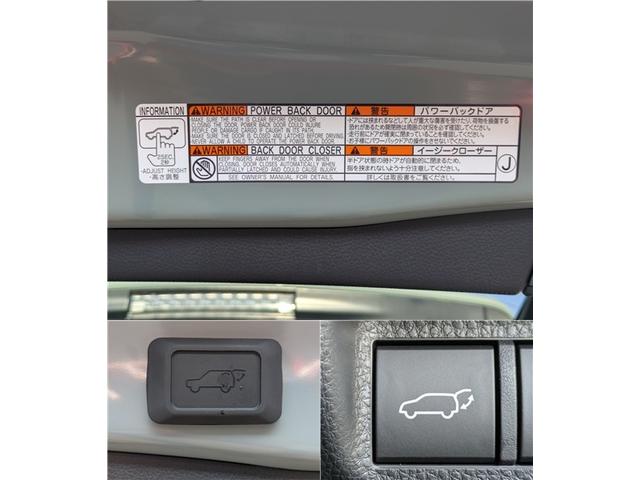 INFORMATION
2SEC.
2秒
-ADJUST HEIGHT
・高さ調整
WARNING POWER BACK DOOR
MAKE SURE THE PATH IS CLEAR BEFORE OPENING OR
CLOSING THE DOOR. POWER BACK DOOR COULD INJURE
PEOPLE OR DAMAGE CARGO IF CAUGHT IN ITS PATH.
MAKE SURE THE DOOR IS CLOSED AND LATCHED BEFORE DRIVING.
NEVER ALLOW A CHILD TO OPERATE THE POWER BACK DOOR.
WARNING BACK DOOR CLOSER
KEEP FINGERS AWAY FROM THE DOOR WHEN
CLOSING. DOOR CLOSES AUTOMATICALLY WHEN
PARTIALLY LATCHED AND COULD CAUSE INJURY.
SEE OWNER'S MANUAL FOR DETAILS.
警告 パワーバックドア
ドアにはさまれるなどして人が重大な傷害を受けたり、荷物を損傷する
恐れがあるため開閉時は周囲の状況を必ず確認してください。
走行前にドアが確実に閉まっていることを確認してください。
お子様にパワーバックドアの操作をさせないでください。
警告 イージークローザー
半ドア状態の時ドアが自動的に閉まるため、
指を挟まれないよう十分注意してください。
詳しくは取扱書をご覧ください。
J